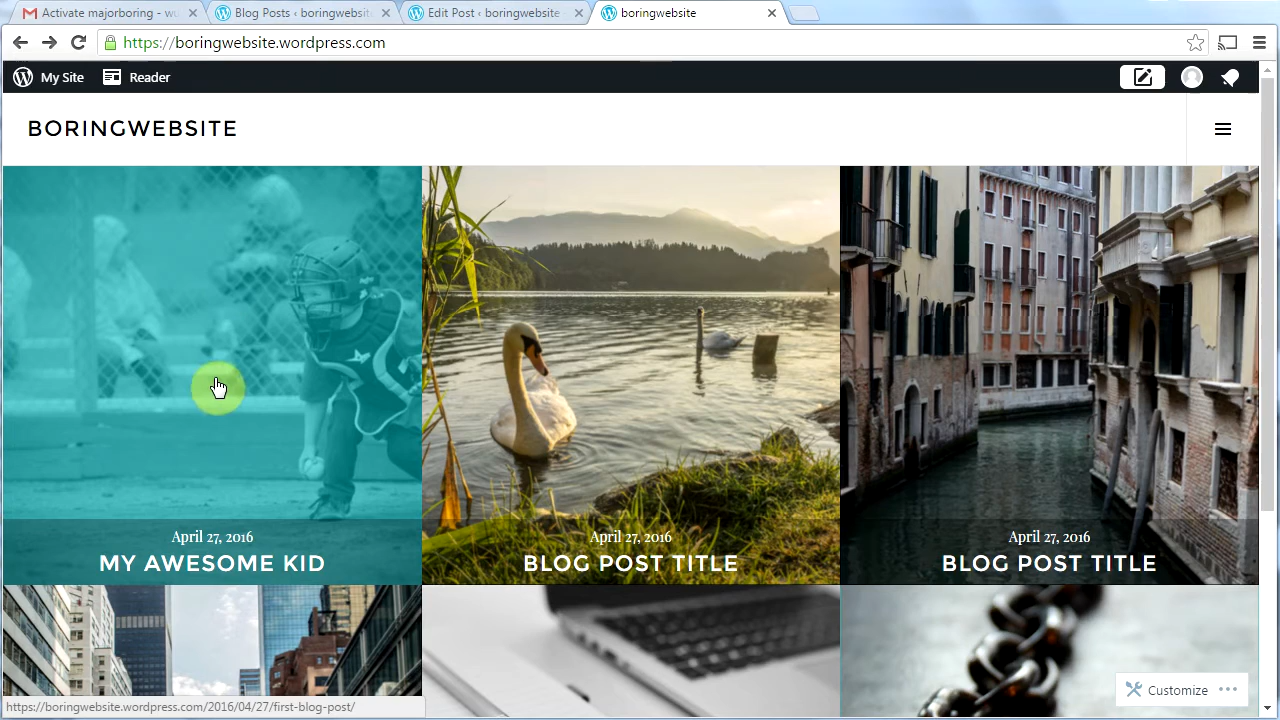 Activate majorboring - wu
Blog Posts ‹ boringwebsite
Edit Post ‹ boringwebsite
boringwebsite
https://boringwebsite.wordpress.com
My Site
Reader
BORINGWEBSITE
April 27, 2016
MY AWESOME KID
April 27, 2016
BLOG POST TITLE
April 27, 2016
BLOG POST TITLE
Customize
https://boringwebsite.wordpress.com/2016/04/27/first-blog-post/